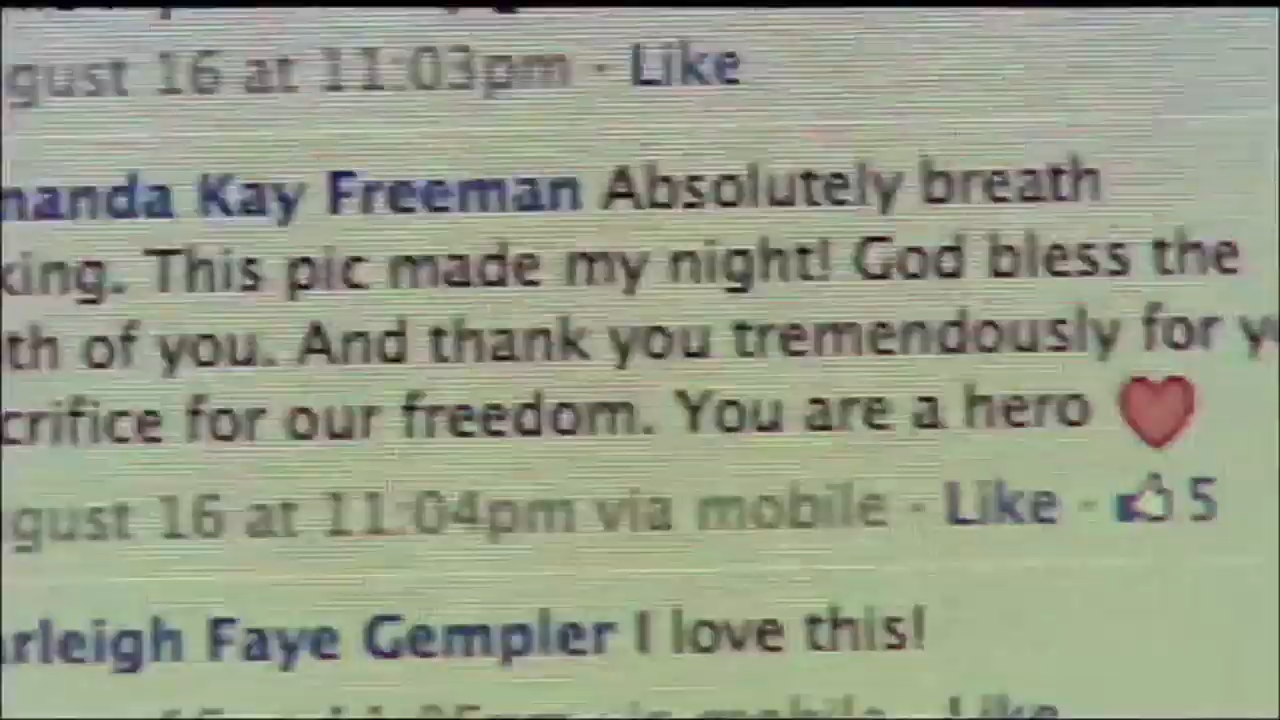 gust 16 at 11:03pm · Like
manda Kay Freeman Absolutely breath
king. This pic made my night! God bless the
th of you. And thank you tremendously for y
crifice for our freedom. You are a hero ❤
gust 16 at 11:04pm via mobile · Like · 👍 5
arleigh Faye Gempler I love this!